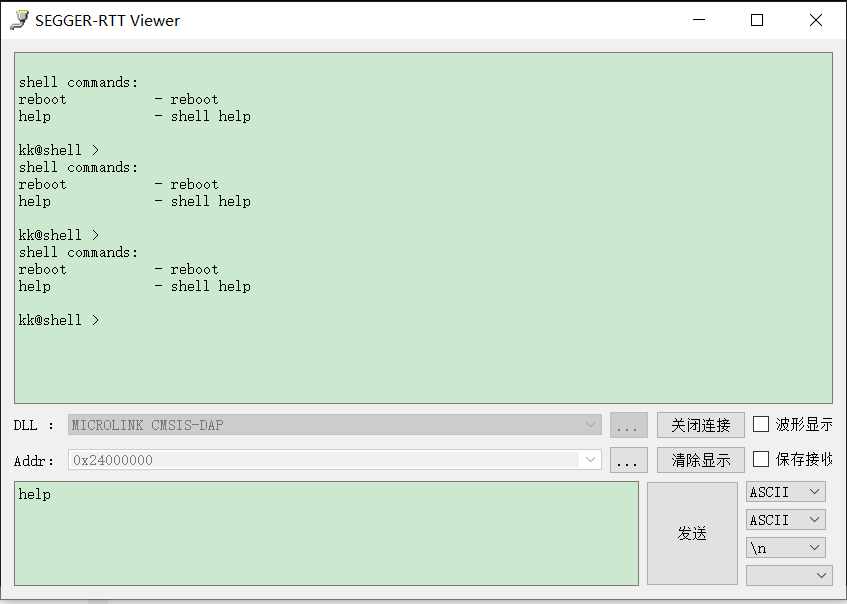 SEGGER-RTT Viewer
shell commands:
reboot           - reboot
help             - shell help
kk@shell >
shell commands:
reboot           - reboot
help             - shell help
kk@shell >
shell commands:
reboot           - reboot
help             - shell help
kk@shell >
DLL : MICROLINK CMSIS-DAP ... 关闭连接 波形显示
Addr: 0x24000000 ... 清除显示 保存接收
help
发送
ASCII
ASCII
\n